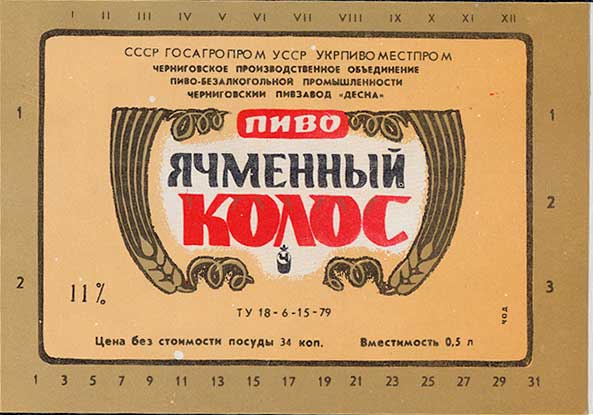 I II III IV V VI VII VIII IX X XI XII
СССР ГОСАГРОПРОМ УССР УКРПИВОМЕСТПРОМ
ЧЕРНИГОВСКОЕ ПРОИЗВОДСТВЕННОЕ ОБЪЕДИНЕНИЕ
ПИВО-БЕЗАЛКОГОЛЬНОЙ ПРОМЫШЛЕННОСТИ
ЧЕРНИГОВСКИЙ ПИВЗАВОД «ДЕСНА»
1
1
ПИВО
ЯЧМЕННЫЙ
КОЛОС
2
2
3
11%
ТУ 18-6-15-79
ЧОД
Цена без стоимости посуды 34 коп. Вместимость 0,5 л
1 3 5 7 9 11 13 15 17 19 21 23 25 27 29 31